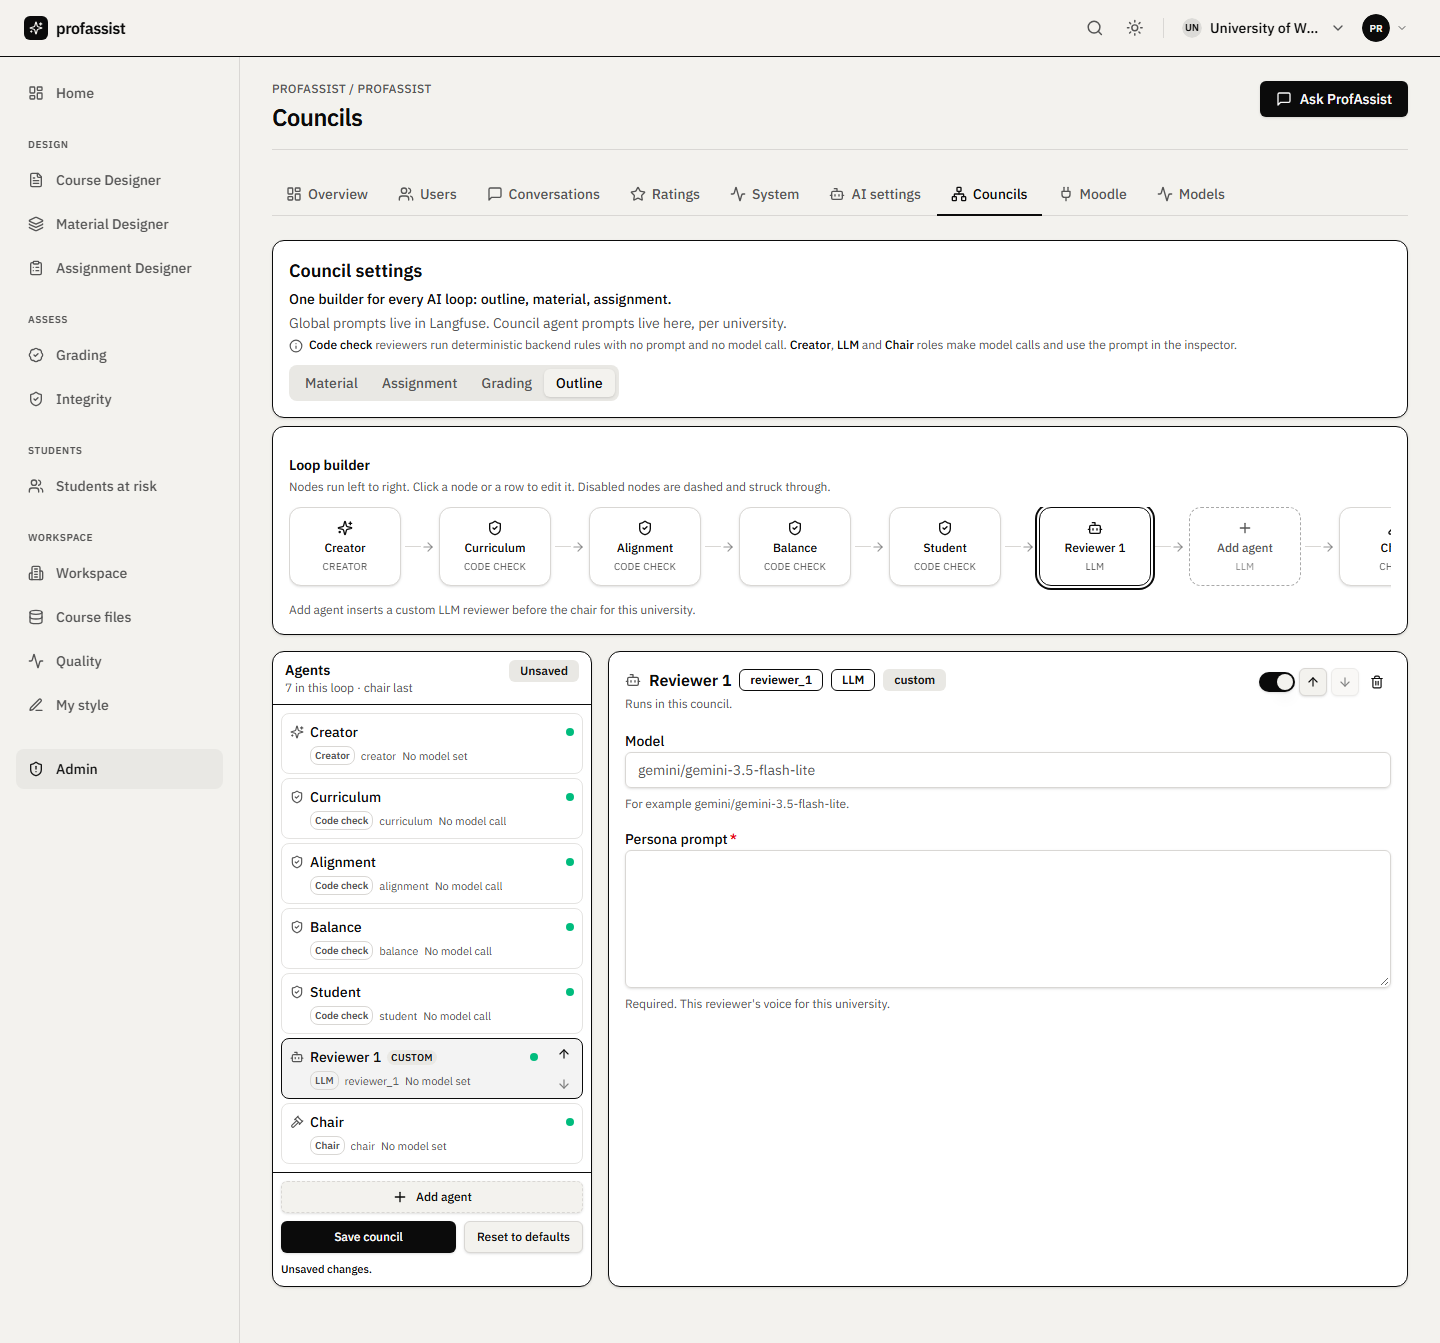 profassist
UN University of W... PR
Home
DESIGN
Course Designer
Material Designer
Assignment Designer
ASSESS
Grading
Integrity
STUDENTS
Students at risk
WORKSPACE
Workspace
Course files
Quality
My style
Admin
PROFASSIST / PROFASSIST
Councils
Ask ProfAssist
Overview Users Conversations Ratings System AI settings Councils Moodle Models
Council settings
One builder for every AI loop: outline, material, assignment.
Global prompts live in Langfuse. Council agent prompts live here, per university.
Code check reviewers run deterministic backend rules with no prompt and no model call. Creator, LLM and Chair roles make model calls and use the prompt in the inspector.
Material Assignment Grading Outline
Loop builder
Nodes run left to right. Click a node or a row to edit it. Disabled nodes are dashed and struck through.
Creator
CREATOR
Curriculum
CODE CHECK
Alignment
CODE CHECK
Balance
CODE CHECK
Student
CODE CHECK
Reviewer 1
LLM
Add agent
LLM
Add agent inserts a custom LLM reviewer before the chair for this university.
Agents
Unsaved
7 in this loop · chair last
Creator
Creator creator No model set
Curriculum
Code check curriculum No model call
Alignment
Code check alignment No model call
Balance
Code check balance No model call
Student
Code check student No model call
Reviewer 1 CUSTOM
LLM reviewer_1 No model set
Chair
Chair chair No model set
Add agent
Save council Reset to defaults
Unsaved changes.
Reviewer 1 reviewer_1 LLM custom
Runs in this council.
Model
gemini/gemini-3.5-flash-lite
For example gemini/gemini-3.5-flash-lite.
Persona prompt *
Required. This reviewer's voice for this university.